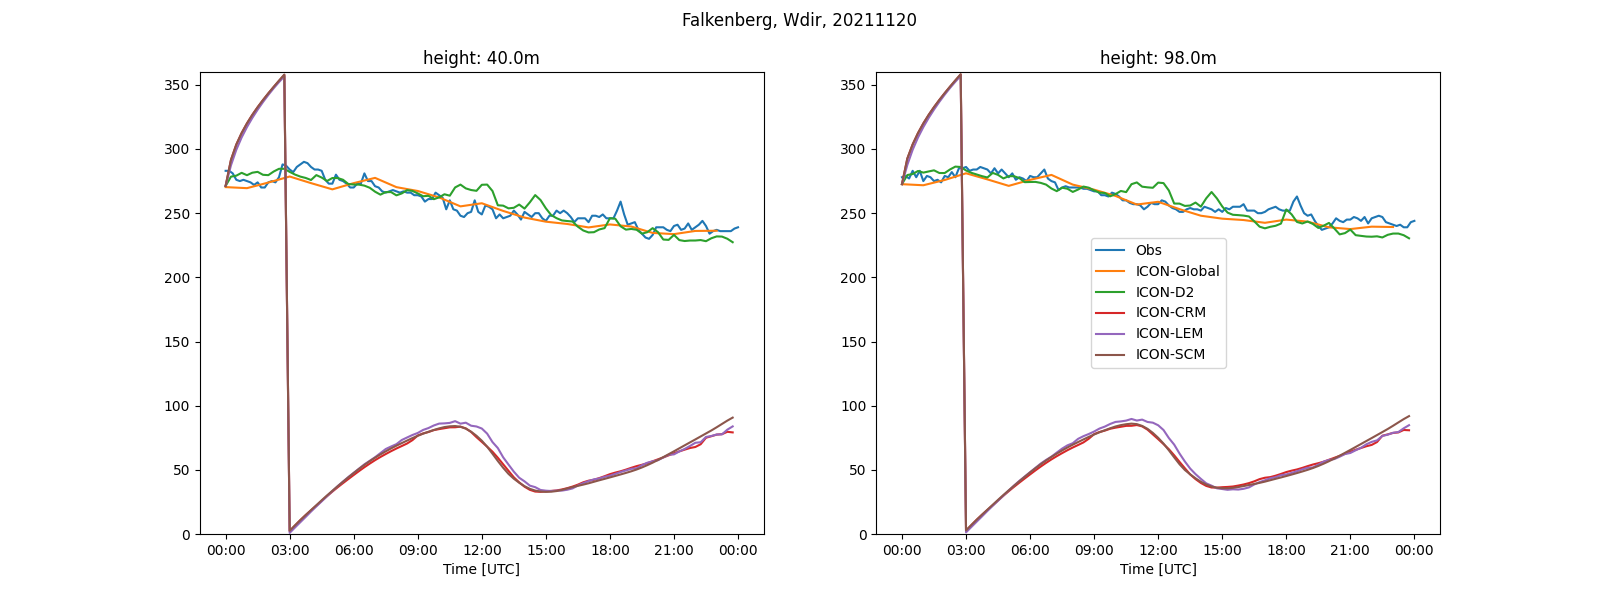 Falkenberg, Wdir, 20211120
height: 40.0m
350
300
250
200
150
100
50
0
00:00 03:00 06:00 09:00 12:00 15:00 18:00 21:00 00:00
Time [UTC]
height: 98.0m
350
300
250
200
150
100
50
0
Obs
ICON-Global
ICON-D2
ICON-CRM
ICON-LEM
ICON-SCM
00:00 03:00 06:00 09:00 12:00 15:00 18:00 21:00 00:00
Time [UTC]